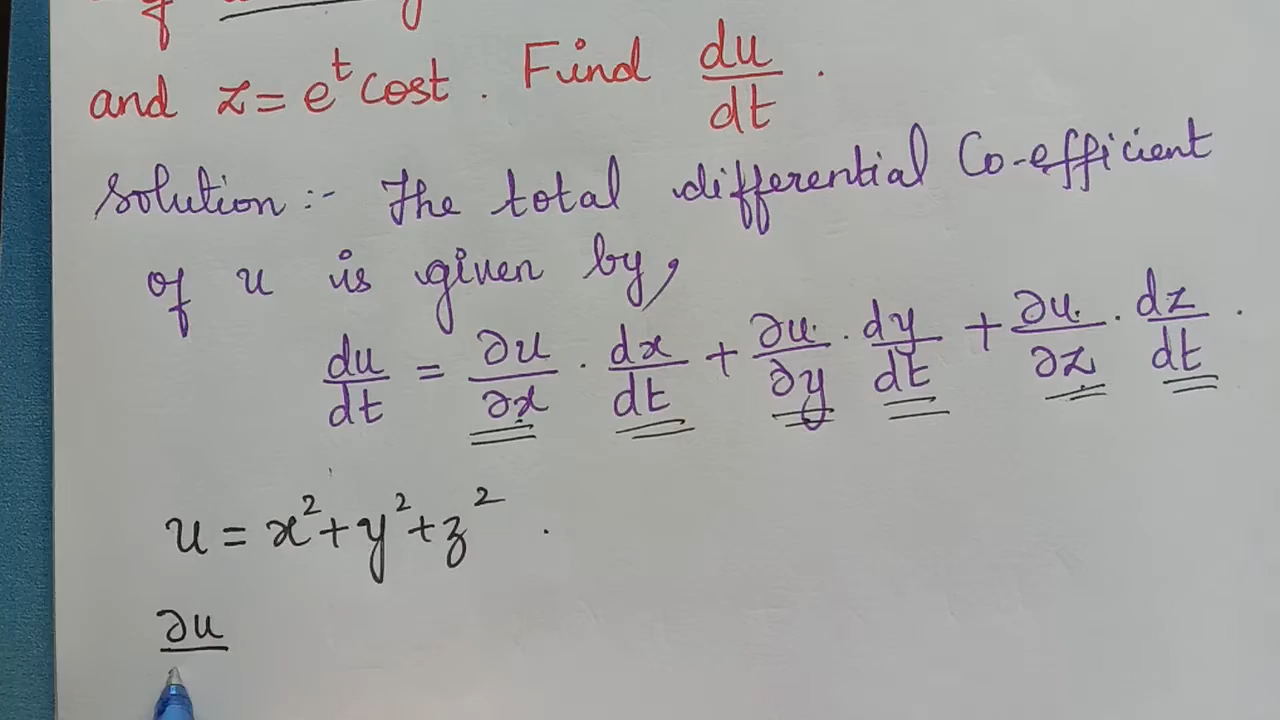 and z = e^t cost. Find du/dt.
Solution :- The total differential Co-efficient
of u is given by,
du/dt = ∂u/∂x · dx/dt + ∂u/∂y · dy/dt + ∂u/∂z · dz/dt.
u = x² + y² + z².
∂u